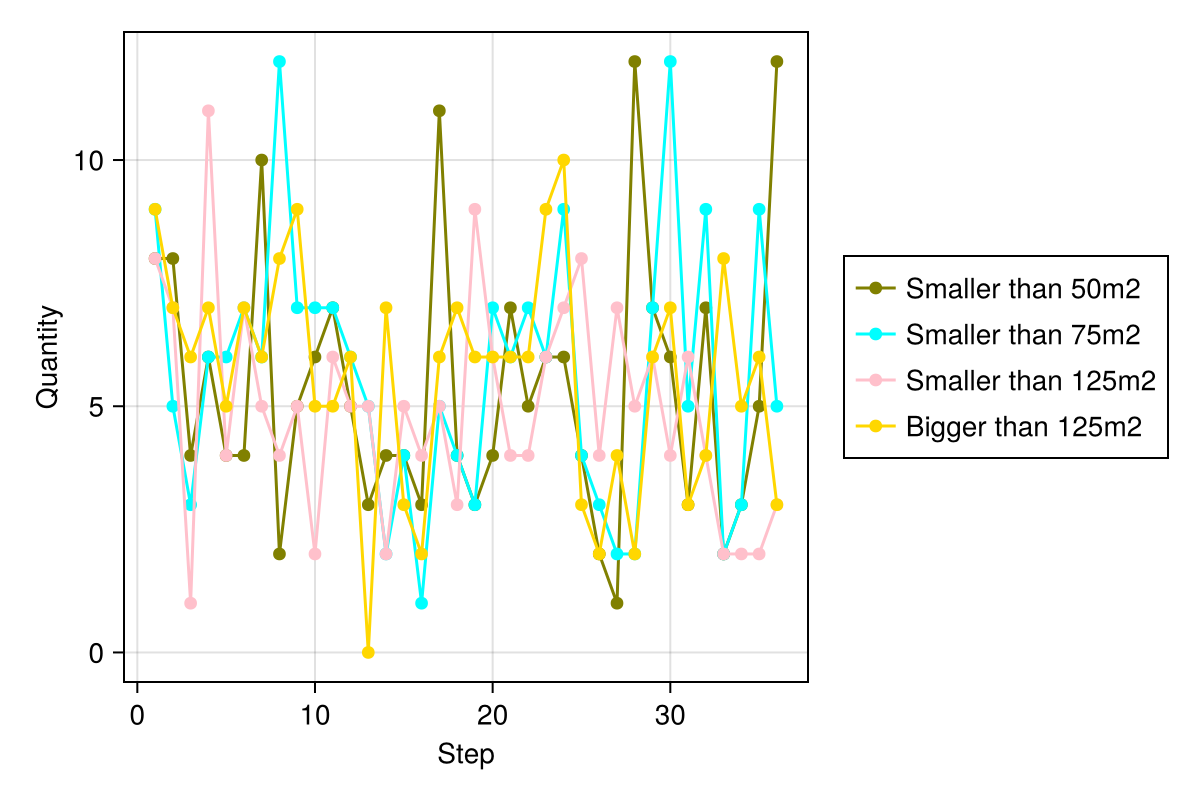 10
5
0
Quantity
0 10 20 30
Step
Smaller than 50m2
Smaller than 75m2
Smaller than 125m2
Bigger than 125m2